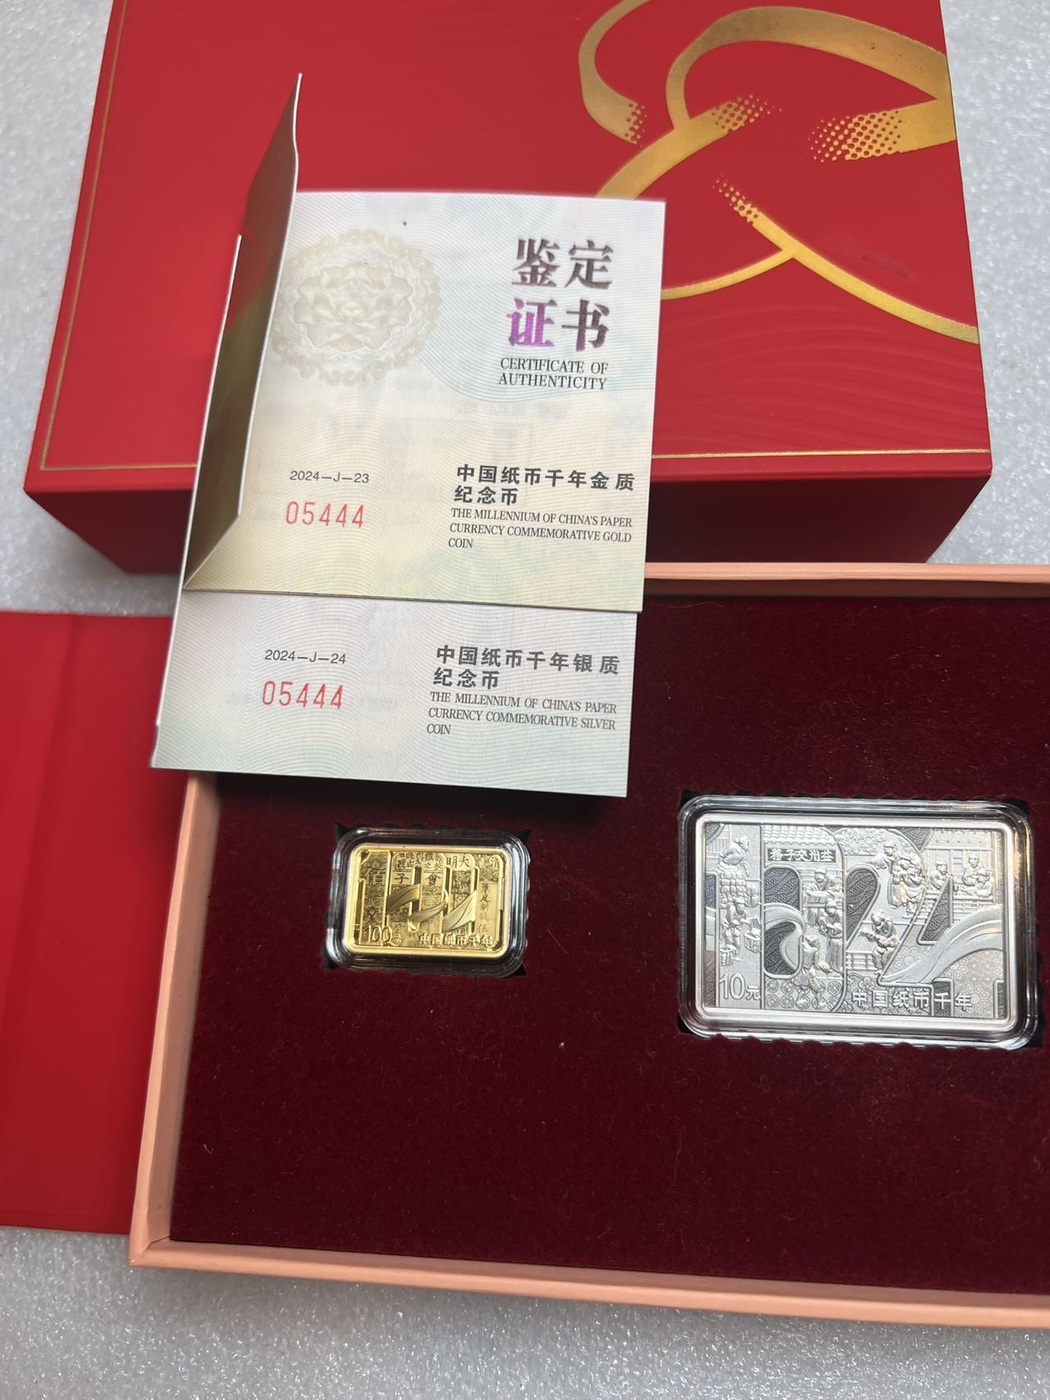 鉴定
证书
CERTIFICATE OF
AUTHENTICITY
2024—J—23
05444
中国纸币千年金质
纪念币
THE MILLENNIUM OF CHINA'S PAPER
CURRENCY COMMEMORATIVE GOLD
COIN
2024—J—24
05444
中国纸币千年银质
纪念币
THE MILLENNIUM OF CHINA'S PAPER
CURRENCY COMMEMORATIVE SILVER
COIN
100元
中国纸币千年
10元
中国纸币千年